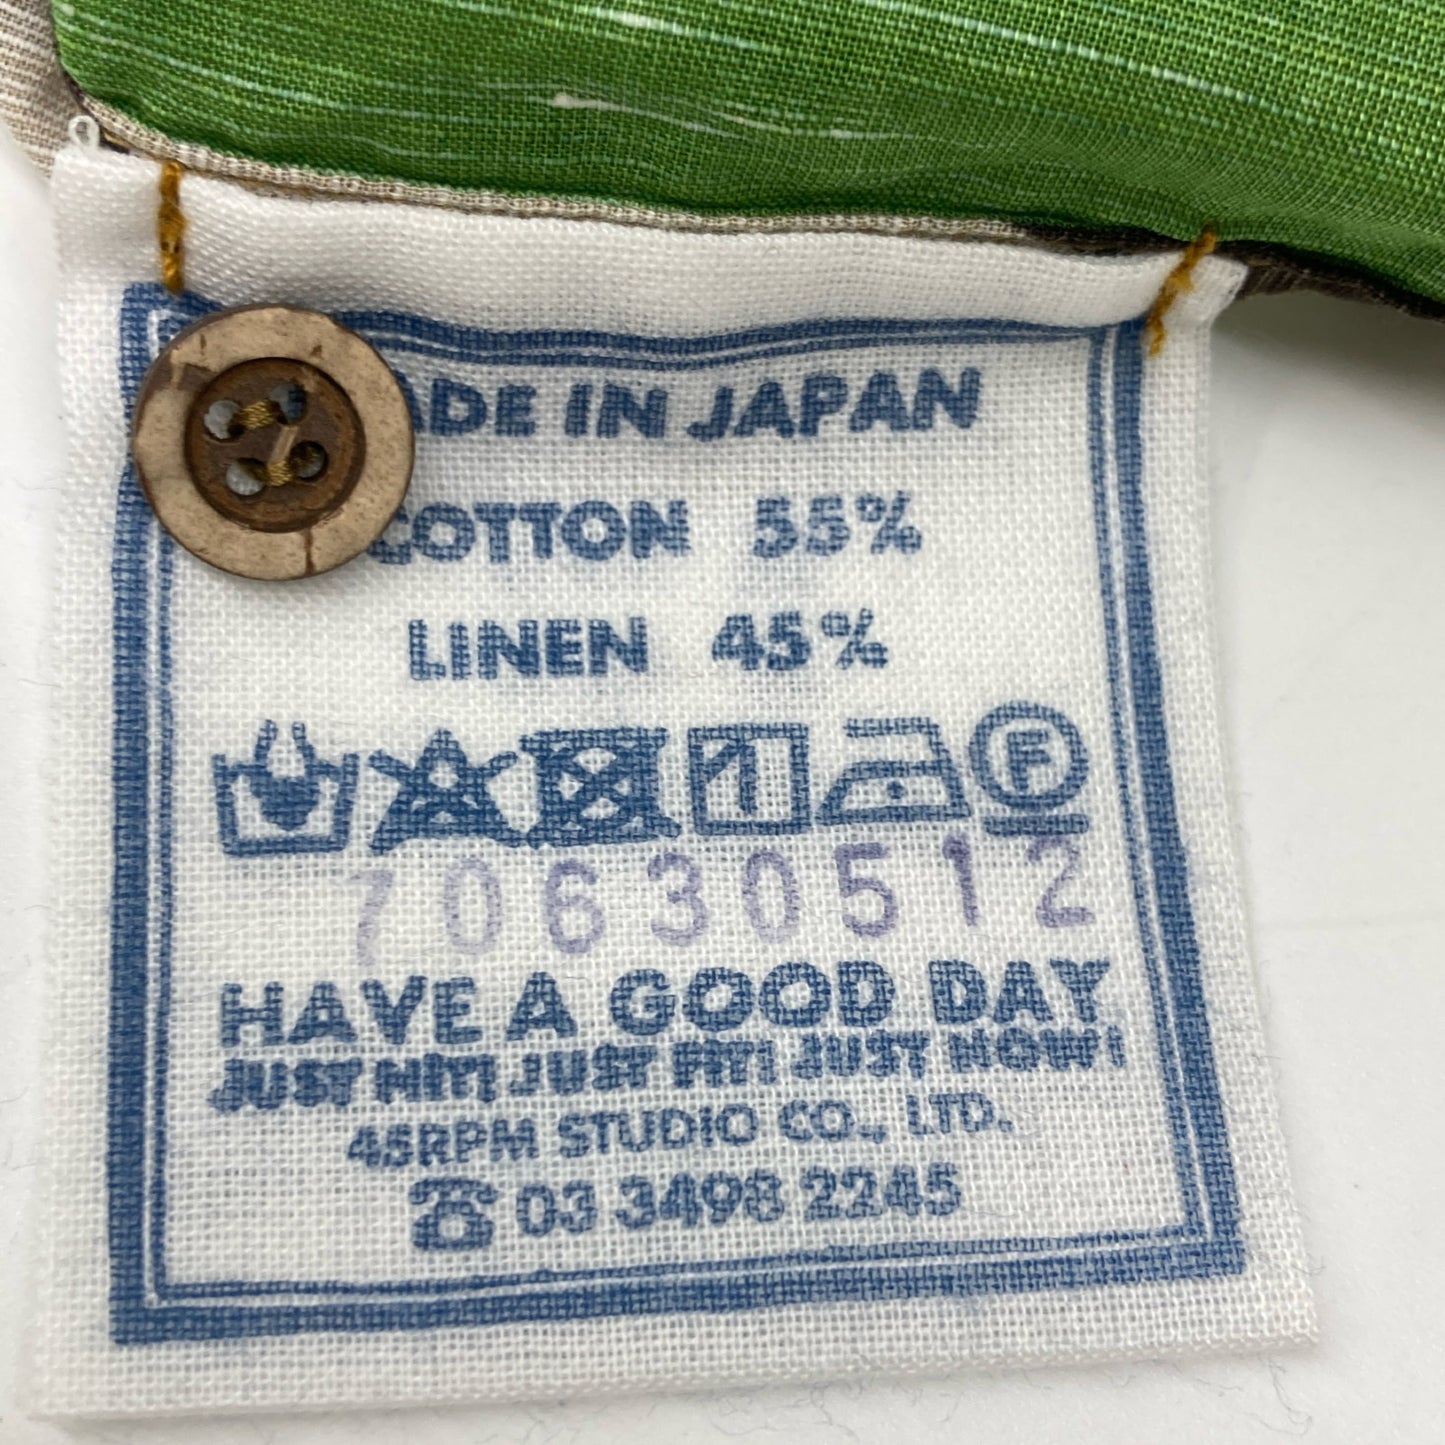 MADE IN JAPAN
COTTON 55%
LINEN 45%
F
70630512
HAVE A GOOD DAY
JUST HIT! JUST FIT! JUST NOW!
45RPM STUDIO CO., LTD.
☎ 03 3498 2245